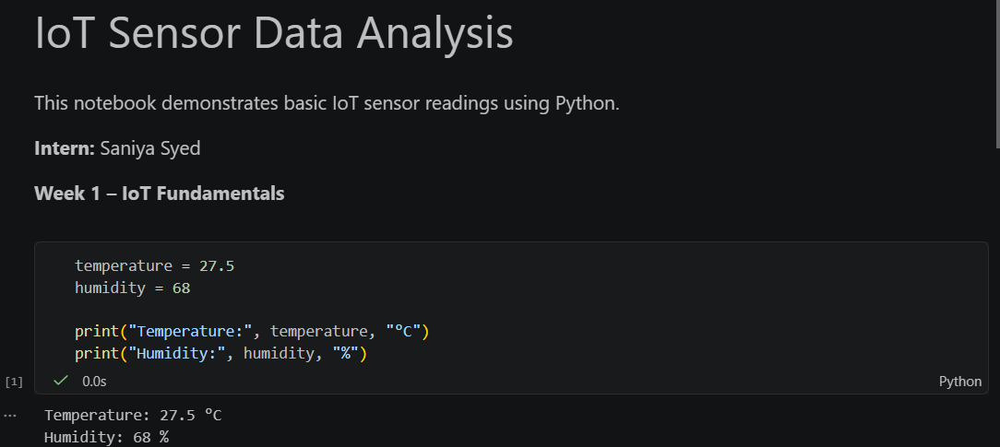 IoT Sensor Data Analysis
This notebook demonstrates basic IoT sensor readings using Python.
Intern: Saniya Syed
Week 1 – IoT Fundamentals
temperature = 27.5
humidity = 68
print("Temperature:", temperature, "°C")
print("Humidity:", humidity, "%")
[1]
0.0s
Python
...
Temperature: 27.5 °C
Humidity: 68 %